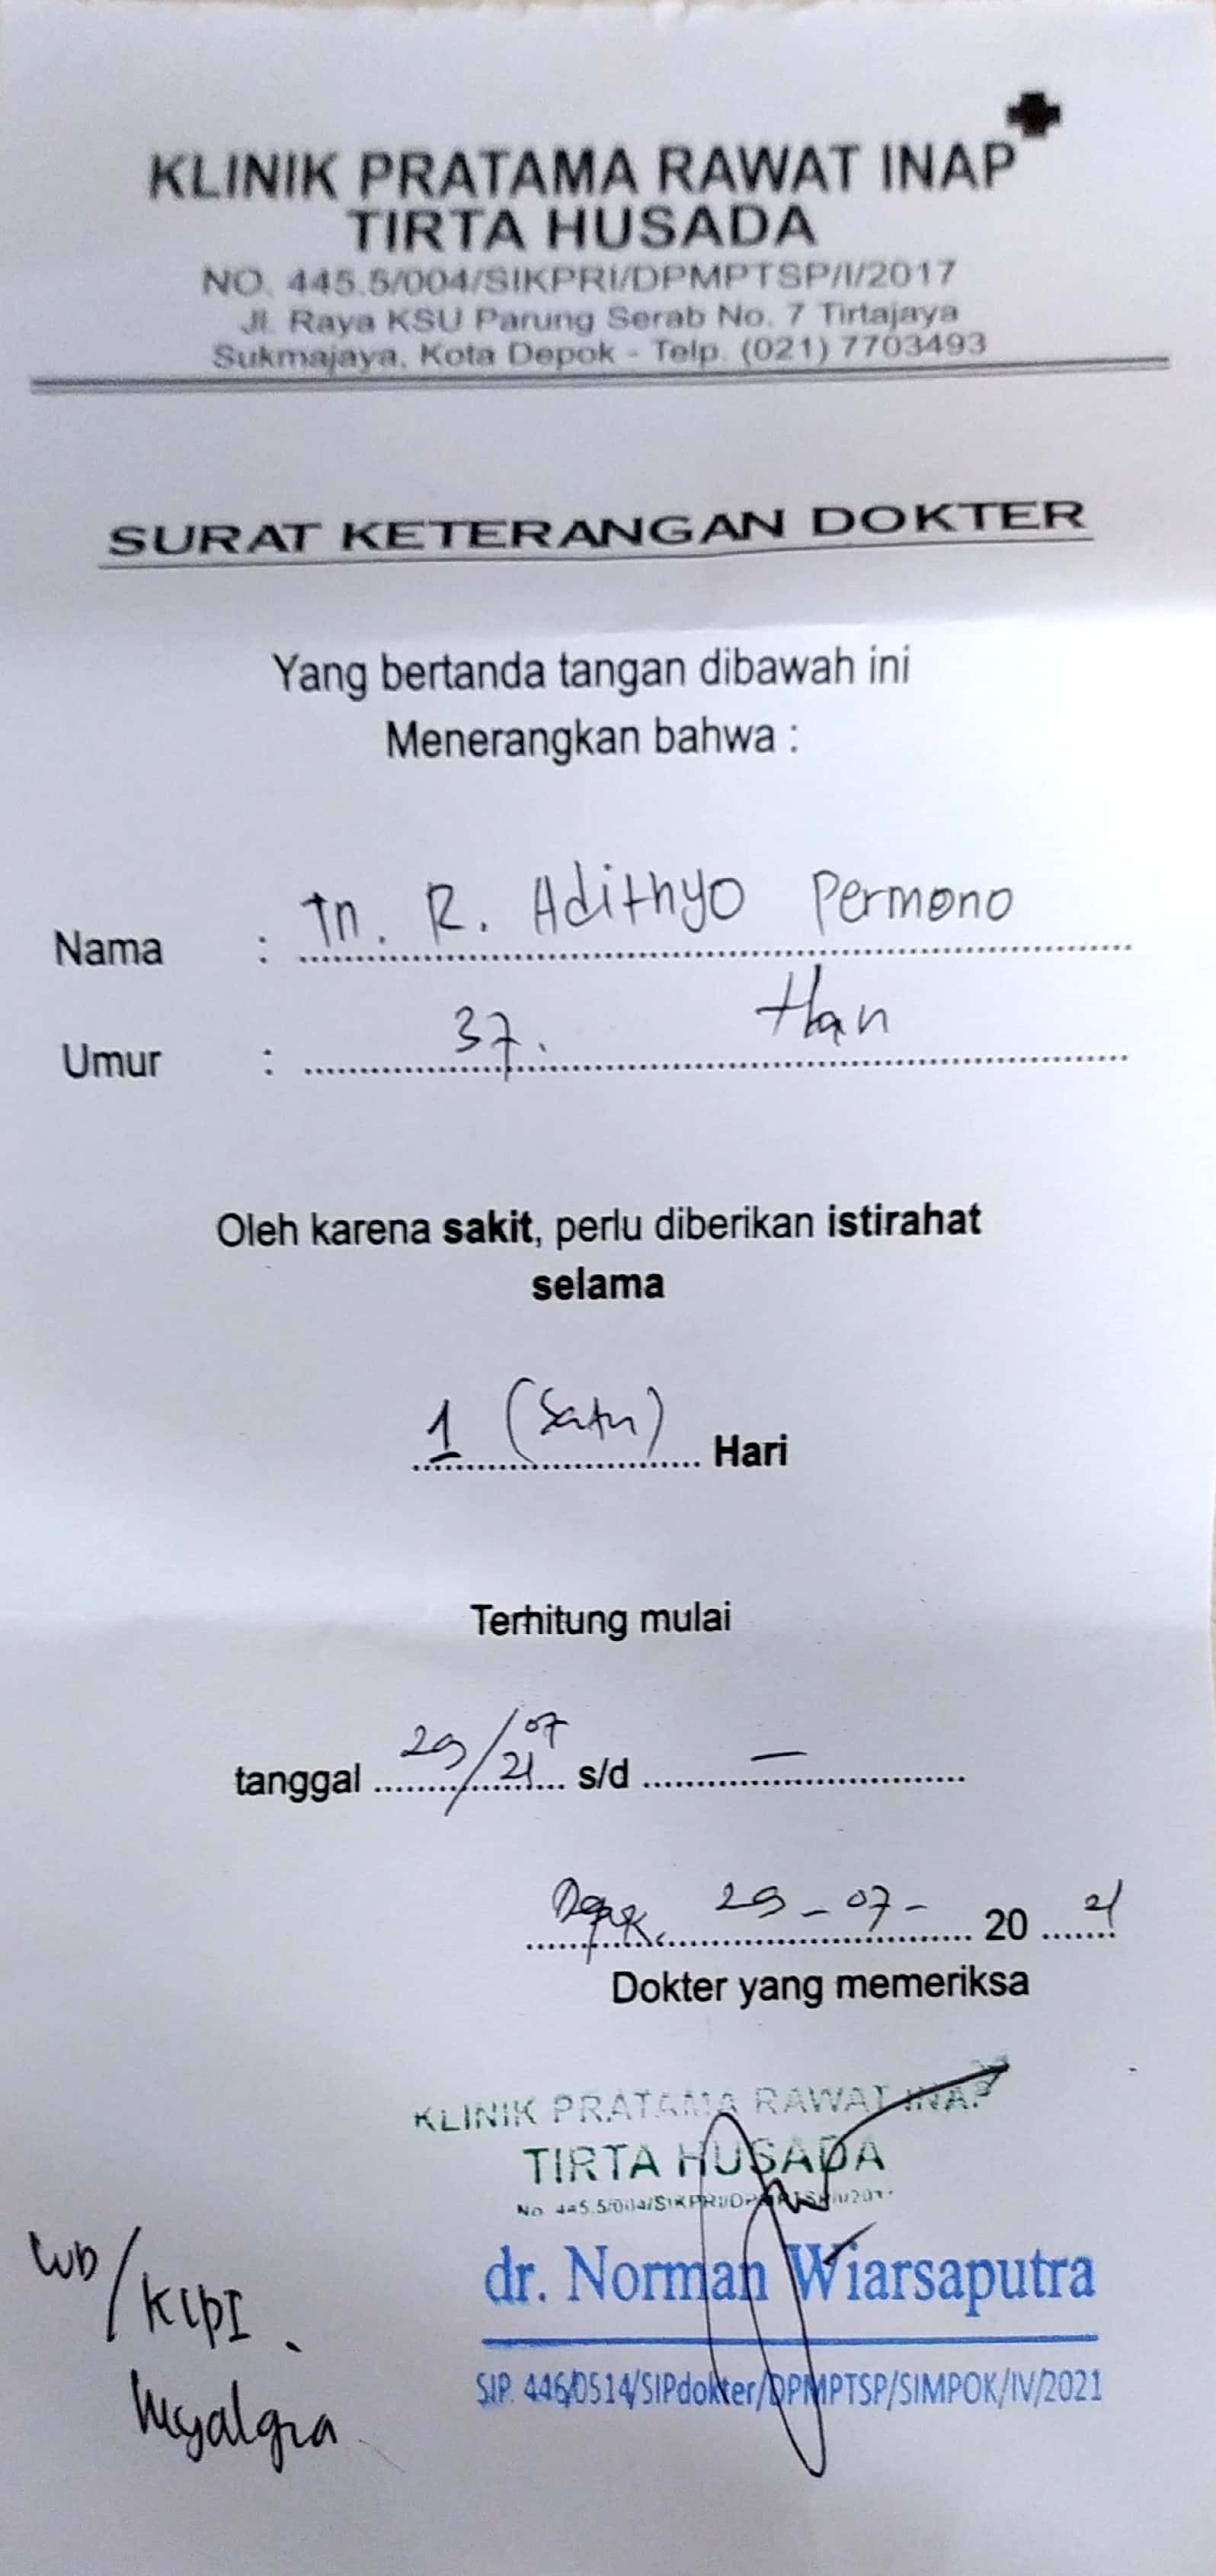 KLINIK PRATAMA RAWAT INAP
TIRTA HUSADA
NO. 445.5/004/SIKPRI/DPMPTSP/I/2017
Jl. Raya KSU Parung Serab No. 7 Tirtajaya
Sukmajaya, Kota Depok - Telp. (021) 7703493
SURAT KETERANGAN DOKTER
Yang bertanda tangan dibawah ini
Menerangkan bahwa :
Nama : Tn. R. Adithyo Permono
Umur : 37. thn
Oleh karena sakit, perlu diberikan istirahat
selama
1 (Satu) Hari
Terhitung mulai
tanggal 29/07 21 s/d –
Depok, 29-07-2021
Dokter yang memeriksa
KLINIK PRATAMA RAWAT INAP
TIRTA HUSADA
No. 445.5/004/SIKPRI/DPMPTSP/I/2017
dr. Norman Wiarsaputra
SIP. 446/0514/SIPdokter/DPMPTSP/SIMPOK/IV/2021
WD/ KIPI.
Myalgia